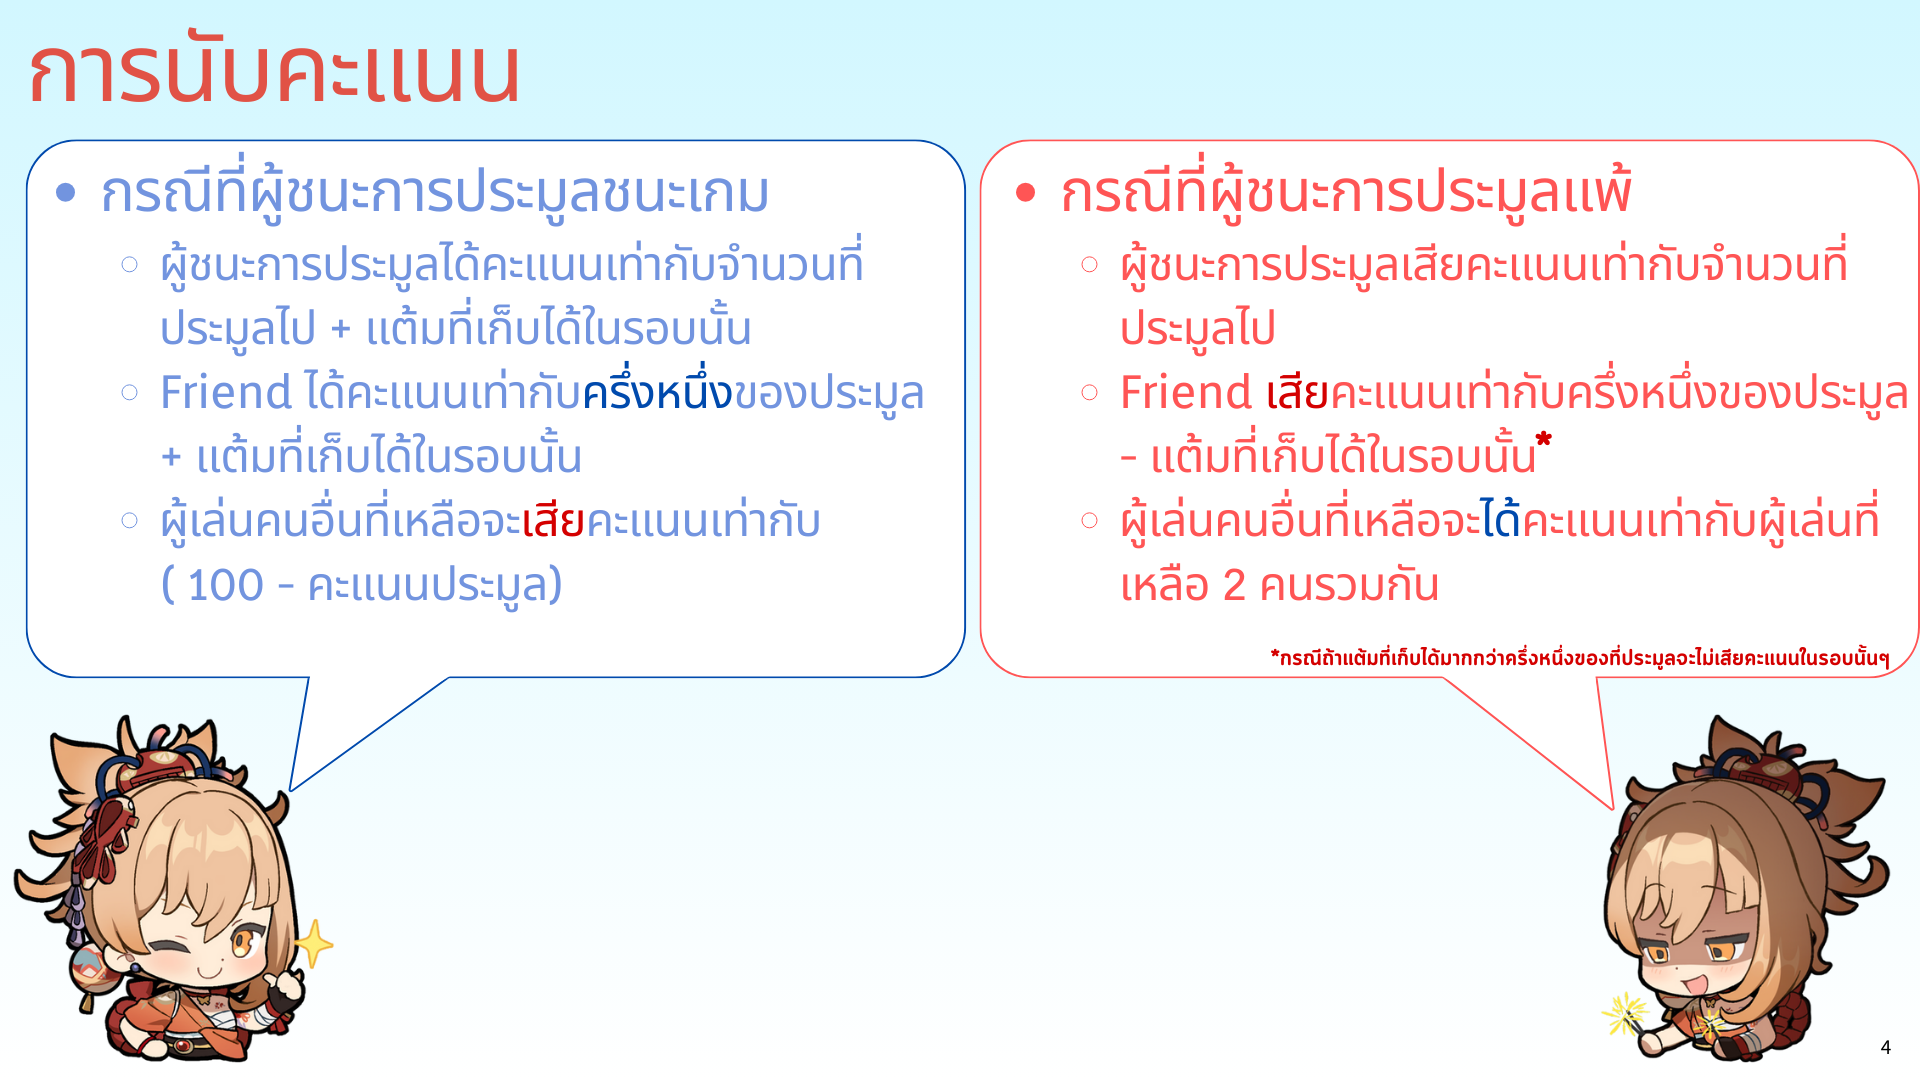 การนับคะแนน
กรณีที่ผู้ชนะการประมูลชนะเกม
ผู้ชนะการประมูลได้คะแนนเท่ากับจำนวนที่
ประมูลไป + แต้มที่เก็บได้ในรอบนั้น
Friend ได้คะแนนเท่ากับครึ่งหนึ่งของประมูล
+ แต้มที่เก็บได้ในรอบนั้น
ผู้เล่นคนอื่นที่เหลือจะเสียคะแนนเท่ากับ
( 100 - คะแนนประมูล)
กรณีที่ผู้ชนะการประมูลแพ้
ผู้ชนะการประมูลเสียคะแนนเท่ากับจำนวนที่
ประมูลไป
Friend เสียคะแนนเท่ากับครึ่งหนึ่งของประมูล
- แต้มที่เก็บได้ในรอบนั้น*
ผู้เล่นคนอื่นที่เหลือจะได้คะแนนเท่ากับผู้เล่นที่
เหลือ 2 คนรวมกัน
*กรณีถ้าแต้มที่เก็บได้มากกว่าครึ่งหนึ่งของที่ประมูลจะไม่เสียคะแนนในรอบนั้นๆ
4